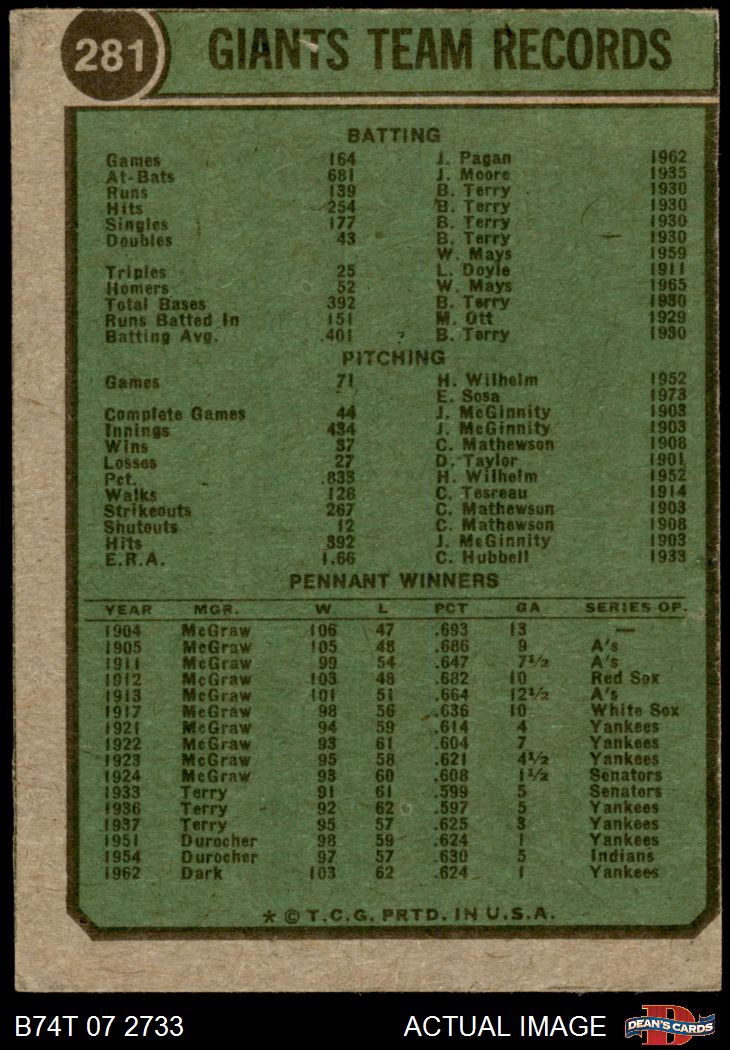 281 GIANTS TEAM RECORDS
BATTING
Games 164 J. Pagan 1962
At-Bats 681 J. Moore 1935
Runs 139 B. Terry 1930
Hits 254 B. Terry 1930
Singles 177 B. Terry 1930
Doubles 43 B. Terry 1930
W. Mays 1959
Triples 25 L. Doyle 1911
Homers 52 W. Mays 1965
Total Bases 392 B. Terry 1930
Runs Batted In 151 M. Ott 1929
Batting Avg. .401 B. Terry 1930
PITCHING
Games 71 H. Wilhelm 1952
E. Sosa 1973
Complete Games 44 J. McGinnity 1903
Innings 434 J. McGinnity 1903
Wins 37 C. Mathewson 1908
Losses 27 D. Taylor 1901
Pct. .833 H. Wilhelm 1952
Walks 128 C. Tesreau 1914
Strikeouts 267 C. Mathewsun 1903
Shutouts 12 C. Mathewson 1908
Hits 392 J. McGinnity 1903
E.R.A. 1.66 C. Hubbell 1933
PENNANT WINNERS
YEAR MGR. W L PCT GA SERIES OP.
1904 McGraw 106 47 .693 13 —
1905 McGraw 105 48 .686 9 A's
1911 McGraw 99 54 .647 7½ A's
1912 McGraw 103 48 .682 10 Red Sox
1913 McGraw 101 51 .664 12½ A's
1917 McGraw 98 56 .636 10 White Sox
1921 McGraw 94 59 .614 4 Yankees
1922 McGraw 93 61 .604 7 Yankees
1923 McGraw 95 58 .621 4½ Yankees
1924 McGraw 93 60 .608 1½ Senators
1933 Terry 91 61 .599 5 Senators
1936 Terry 92 62 .597 5 Yankees
1937 Terry 95 57 .625 3 Yankees
1951 Durocher 98 59 .624 1 Yankees
1954 Durocher 97 57 .630 5 Indians
1962 Dark 103 62 .624 1 Yankees
* © T.C.G. PRTD. IN U.S.A.
B74T 07 2733 ACTUAL IMAGE D DEAN'S CARDS